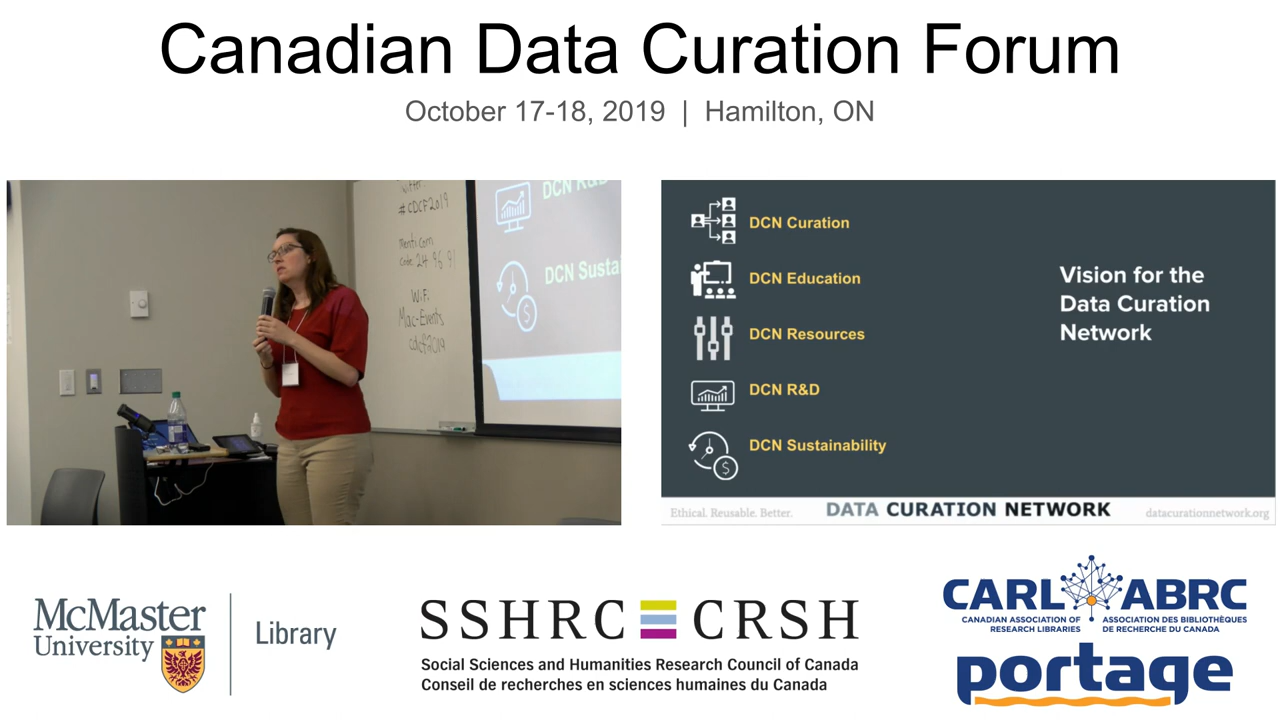 Canadian Data Curation Forum
October 17-18, 2019 | Hamilton, ON
#CDCF2019
menti.com
Code 24 96 91
WiFi
Mac-Events
cdcf2019
DCN R&D
DCN Susta
DCN Curation
DCN Education
DCN Resources
DCN R&D
DCN Sustainability
Vision for the
Data Curation
Network
Ethical. Reusable. Better.
DATA CURATION NETWORK
datacurationnetwork.org
McMaster
University
Library
SSHRC CRSH
Social Sciences and Humanities Research Council of Canada
Conseil de recherches en sciences humaines du Canada
CARL ABRC
CANADIAN ASSOCIATION OF
RESEARCH LIBRARIES
ASSOCIATION DES BIBLIOTHÈQUES
DE RECHERCHE DU CANADA
portage